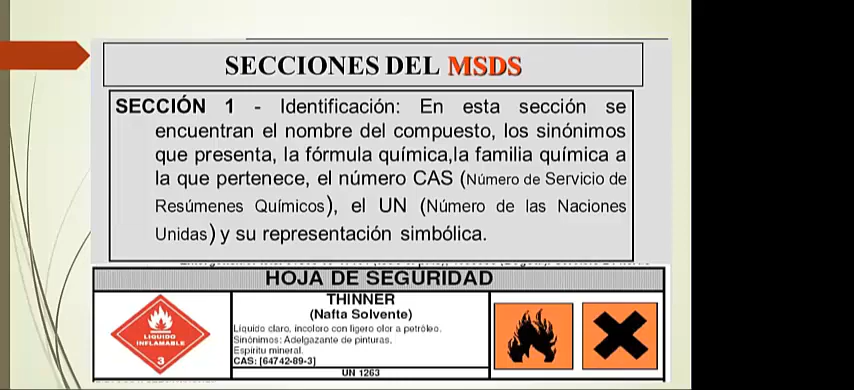 SECCIONES DEL MSDS
SECCIÓN 1 - Identificación: En esta sección se
encuentran el nombre del compuesto, los sinónimos
que presenta, la fórmula química,la familia química a
la que pertenece, el número CAS (Número de Servicio de
Resúmenes Químicos), el UN (Número de las Naciones
Unidas) y su representación simbólica.
HOJA DE SEGURIDAD
LIQUIDO
INFLAMABLE
3
THINNER
(Nafta Solvente)
Líquido claro, incoloro con ligero olor a petróleo.
Sinónimos: Adelgazante de pinturas,
Espíritu mineral.
CAS: [64742-89-3]
UN 1263